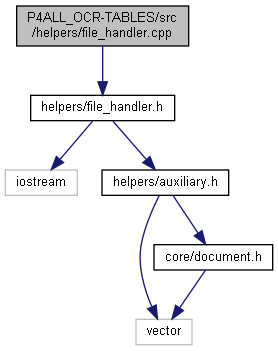 P4ALL_OCR-TABLES/src
/helpers/file_handler.cpp
helpers/file_handler.h
iostream
helpers/auxiliary.h
core/document.h
vector